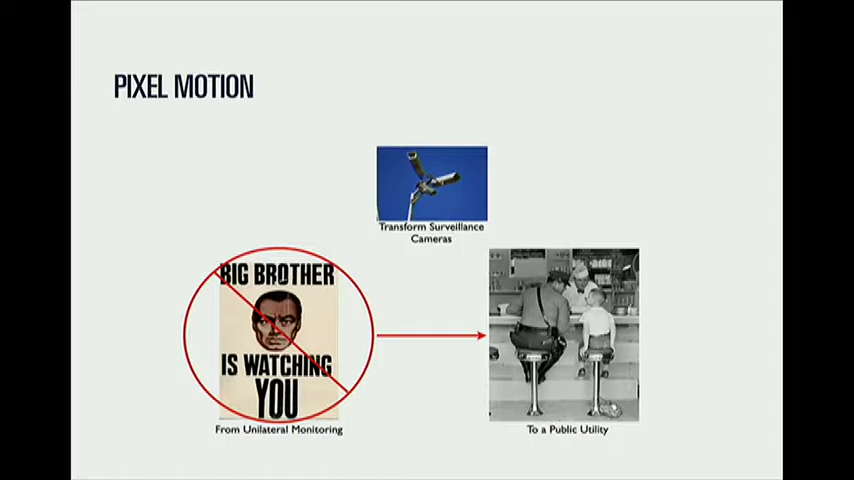 PIXEL MOTION
Transform Surveillance
Cameras
BIG BROTHER
IS WATCHING
YOU
From Unilateral Monitoring
To a Public Utility